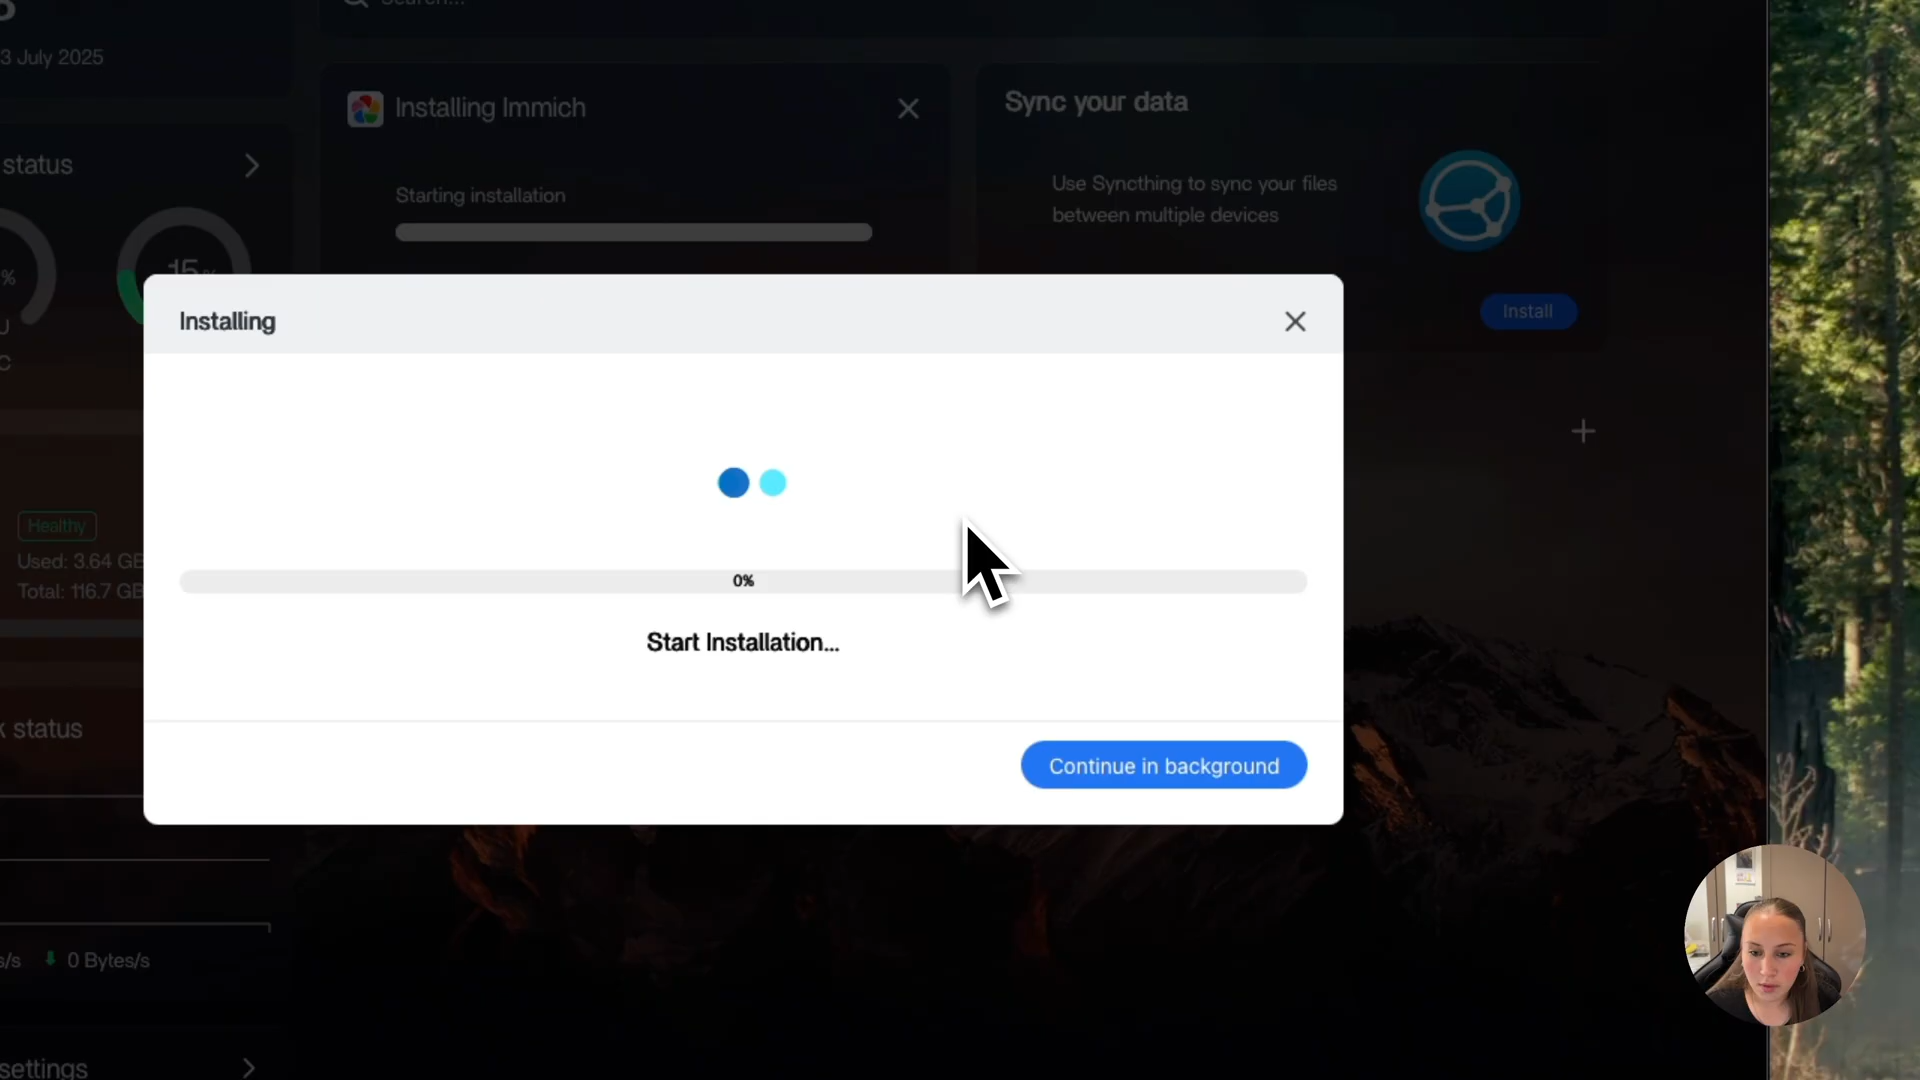 3 July 2025
Installing Immich
Sync your data
status
Starting installation
Use Syncthing to sync your files
between multiple devices
%
15%
Install
Installing
0%
Start Installation...
Healthy
Used: 3.64 GB
Total: 116.7 GB
status
Continue in background
s/s
0 Bytes/s
settings